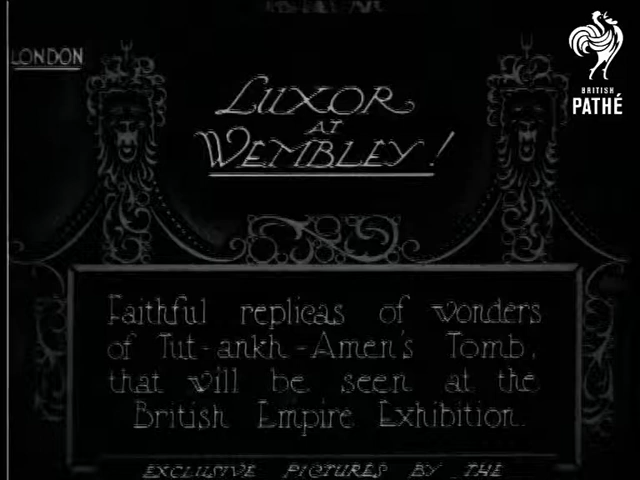 LONDON
BRITISH
PATHÉ
LUXOR
AT
WEMBLEY!
Faithful replicas of wonders
of Tut-ankh-Amen's Tomb,
that will be seen at the
British Empire Exhibition.
EXCLUSIVE PICTURES BY THE